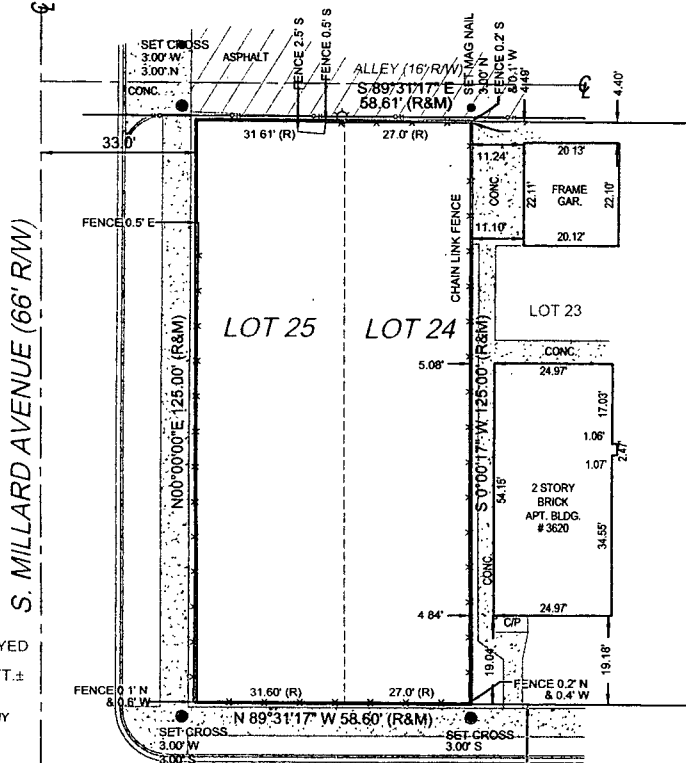 ℄
SET CROSS
3.00' W
3.00' N
CONC.
ASPHALT
FENCE 2.5' S
FENCE 0.5' S
ALLEY (16' R/W)
S 89°31'17" E
58.61' (R&M)
SET MAG NAIL
3.00' N
FENCE 0.2' S
& 0.1' W
4.49'
℄
4.40'
33.0'
31.61' (R)
27.0' (R)
11.24'
20.13'
CONC.
22.11'
FRAME
GAR.
22.10'
11.10'
20.12'
FENCE 0.5' E
CHAIN LINK FENCE
LOT 23
LOT 25
LOT 24
S. MILLARD AVENUE (66' R/W)
N00°00'00"E 125.00' (R&M)
S 0°00'17" W 125.00' (R&M)
5.08'
CONC.
24.97'
17.03'
1.06'
2.47'
1.07'
54.15'
2 STORY
BRICK
APT. BLDG.
# 3620
34.55'
CONC.
24.97'
4.84'
C/P
19.04'
19.18'
YED
T.±
FENCE 0.1' N
& 0.6' W
31.60' (R)
27.0' (R)
FENCE 0.2' N
& 0.4' W
N 89°31'17" W 58.60' (R&M)
SET CROSS
3.00' W
3.00' S
SET CROSS
3.00' S